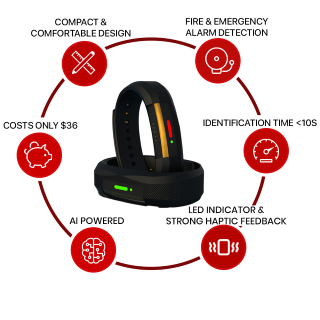 COMPACT &
COMFORTABLE DESIGN
FIRE & EMERGENCY
ALARM DETECTION
COSTS ONLY $36
IDENTIFICATION TIME <10S
AI POWERED
LED INDICATOR &
STRONG HAPTIC FEEDBACK